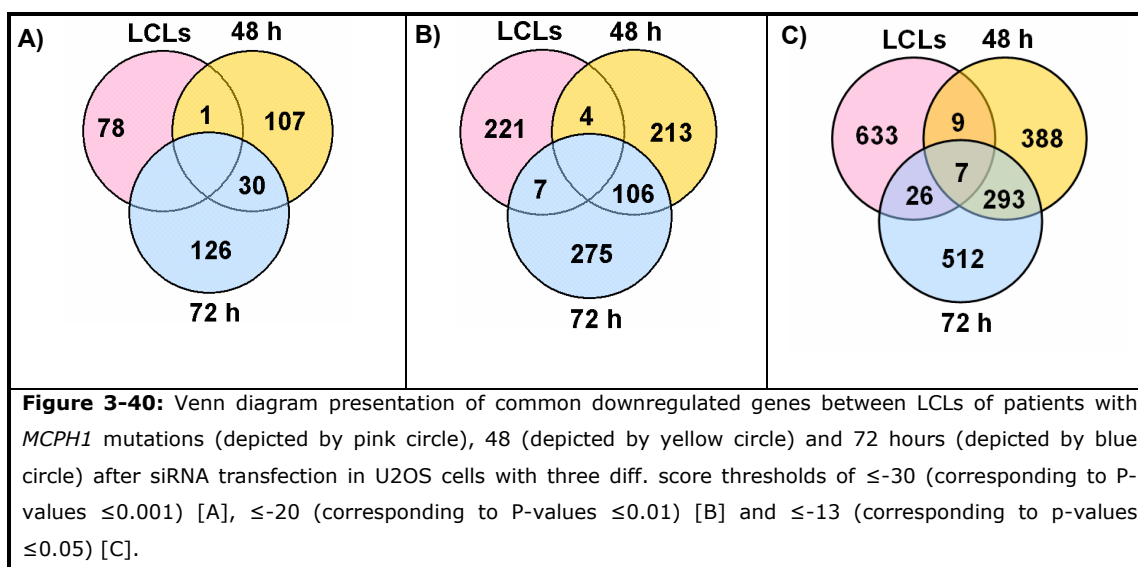 A)
LCLs 48 h
78 1 107
30
126
72 h
B)
LCLs 48 h
221 4 213
7 106
275
72 h
C)
LCLs 48 h
633 9 388
7
26 293
512
72 h
Figure 3-40: Venn diagram presentation of common downregulated genes between LCLs of patients with
MCPH1 mutations (depicted by pink circle), 48 (depicted by yellow circle) and 72 hours (depicted by blue
circle) after siRNA transfection in U2OS cells with three diff. score thresholds of ≤-30 (corresponding to P-
values ≤0.001) [A], ≤-20 (corresponding to P-values ≤0.01) [B] and ≤-13 (corresponding to p-values
≤0.05) [C].